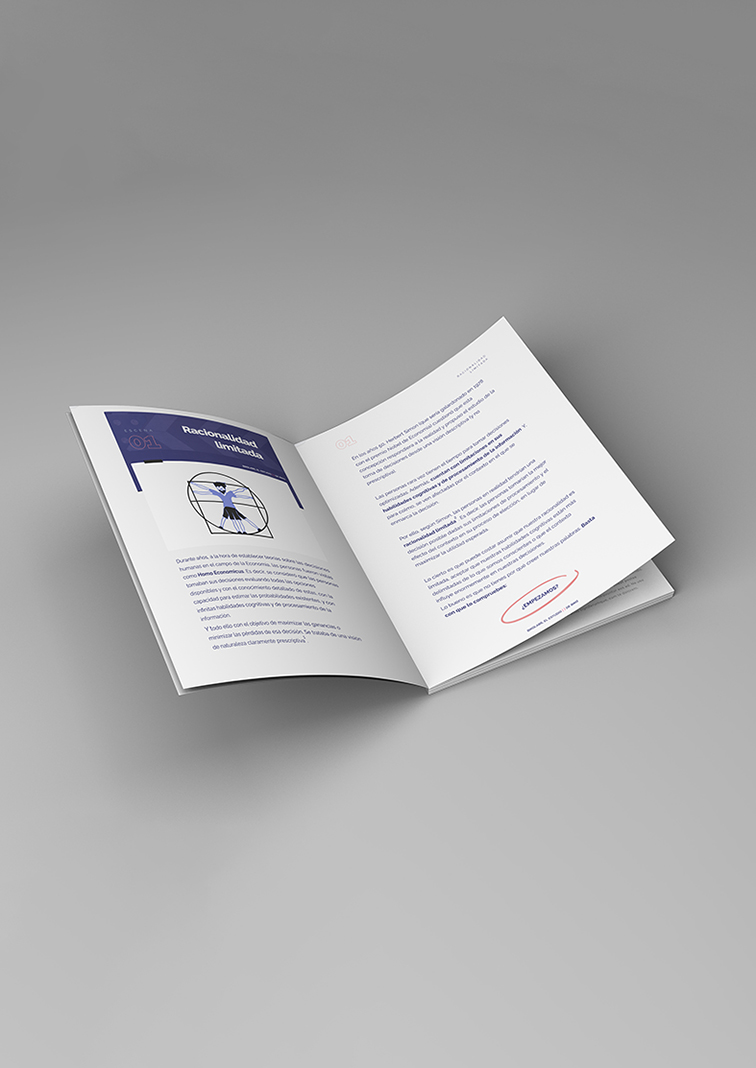 SESGO
01
Racionalidad
limitada
Durante años, a la hora de establecer teorías sobre las decisiones
humanas en el campo de la Economía, las personas fueron vistas
como Homo Economicus. Es decir, se consideró que las personas
tomaban sus decisiones evaluando todas las opciones
disponibles y con el conocimiento detallado de estas, con la
capacidad para estimar las probabilidades existentes, y con
infinitas habilidades cognitivas y de procesamiento de la
información.
Y todo ello con el objetivo de maximizar las ganancias o
minimizar las pérdidas de esa decisión. Se trataba de una visión
de naturaleza claramente prescriptiva
RACIONALIDAD
LIMITADA
01
En los años 50, Herbert Simon (que sería galardonado en 1978
con el premio Nobel de Economía) cuestionó que esta
concepción respondiera a la realidad y propuso el estudio de la
toma de decisiones desde una visión descriptiva (y no
prescriptiva).
Las personas rara vez tienen el tiempo para tomar decisiones
optimizadas. Además, cuentan con limitaciones en sus
habilidades cognitivas y de procesamiento de la información. Y,
para colmo, se ven afectadas por el contexto en el que se
enmarca la decisión.
Por ello, según Simon, las personas en realidad tendrían una
racionalidad limitada. Es decir, las personas tomarían la mejor
decisión posible dadas sus limitaciones de procesamiento y el
efecto del contexto en su proceso de elección, en lugar de
maximizar la utilidad esperada.
Lo cierto es que puede costar asumir que nuestra racionalidad es
limitada, aceptar que nuestras habilidades cognitivas están más
delimitadas de lo que somos conscientes o que el contexto
influye enormemente en nuestras decisiones.
Lo bueno es que no tienes por qué creer nuestras palabras. Basta
con que lo compruebes:
¿EMPEZAMOS?